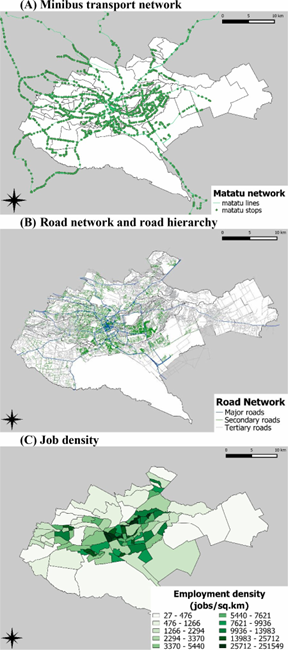 (A) Minibus transport network
0 5 10 km
Matatu network
matatu lines
matatu stops
(B) Road network and road hierarchy
0 5 10 km
Road Network
Major roads
Secondary roads
Tertiary roads
(C) Job density
0 5 10 km
Employment density
(jobs/sq.km)
27 - 476
476 - 1266
1266 - 2294
2294 - 3370
3370 - 5440
5440 - 7621
7621 - 9936
9936 - 13983
13983 - 25712
25712 - 251549